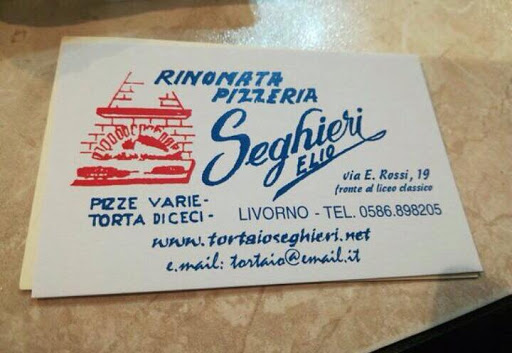 RINOMATA
PIZZERIA
Seghieri
ELIO
via E. Rossi, 19
fronte al liceo classico
PIZZE VARIE-
TORTA DI CECI-
LIVORNO - TEL. 0586.898205
www.tortaioseghieri.net
e.mail: tortaio@email.it